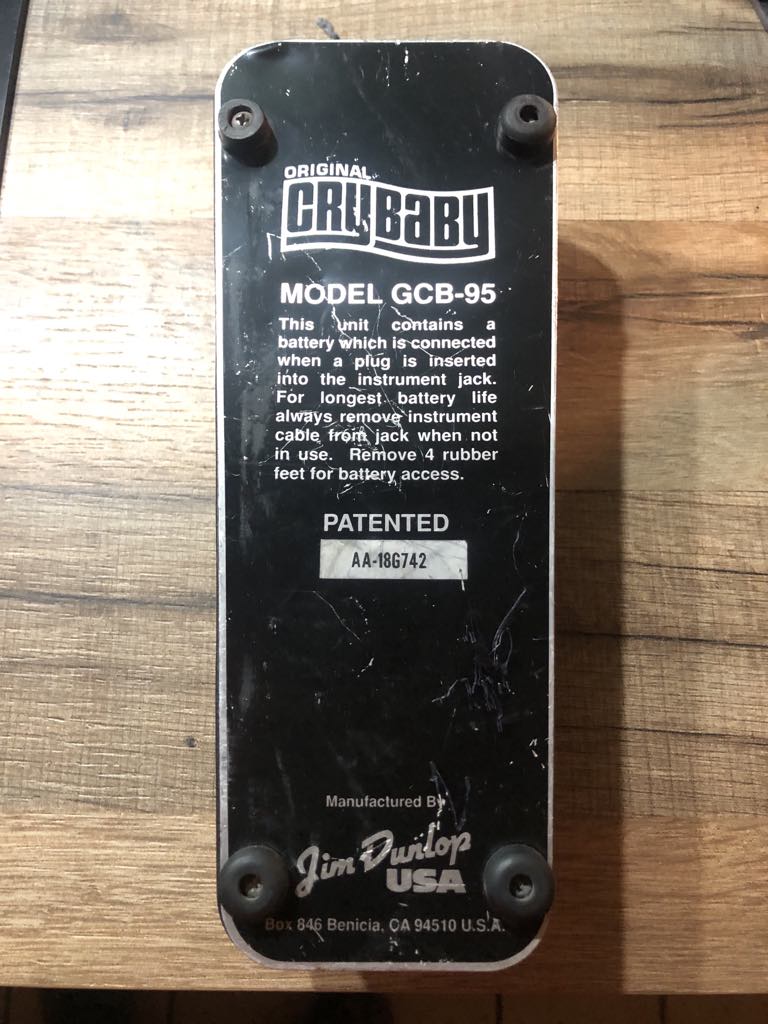 ORIGINAL
CRYBABY
MODEL GCB-95
This unit contains a
battery which is connected
when a plug is inserted
into the instrument jack.
For longest battery life
always remove instrument
cable from jack when not
in use. Remove 4 rubber
feet for battery access.
PATENTED
AA-18G742
Manufactured By
Jim Dunlop
USA
Box 846 Benicia, CA 94510 U.S.A.